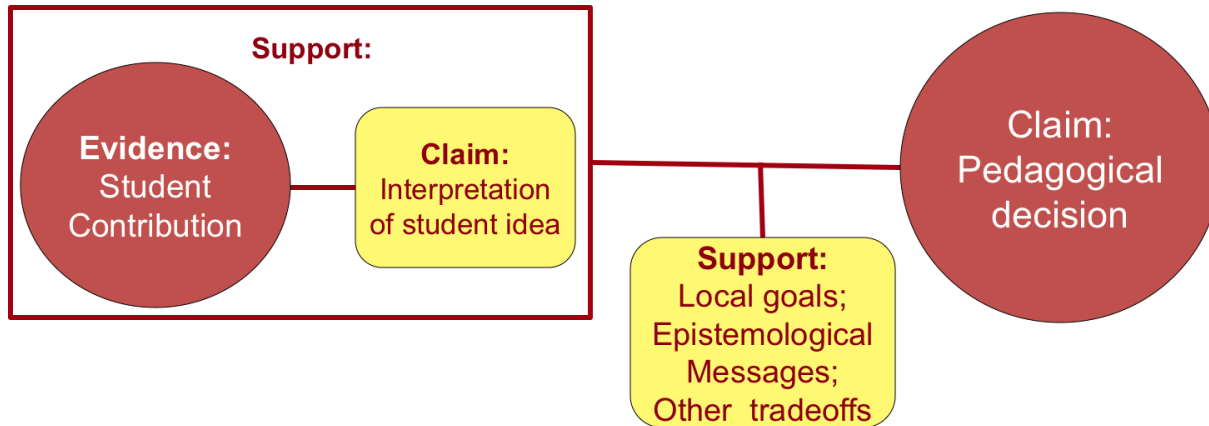 Support:
Evidence:
Student
Contribution
Claim:
Interpretation
of student idea
Support:
Local goals;
Epistemological
Messages;
Other tradeoffs
Claim:
Pedagogical
decision